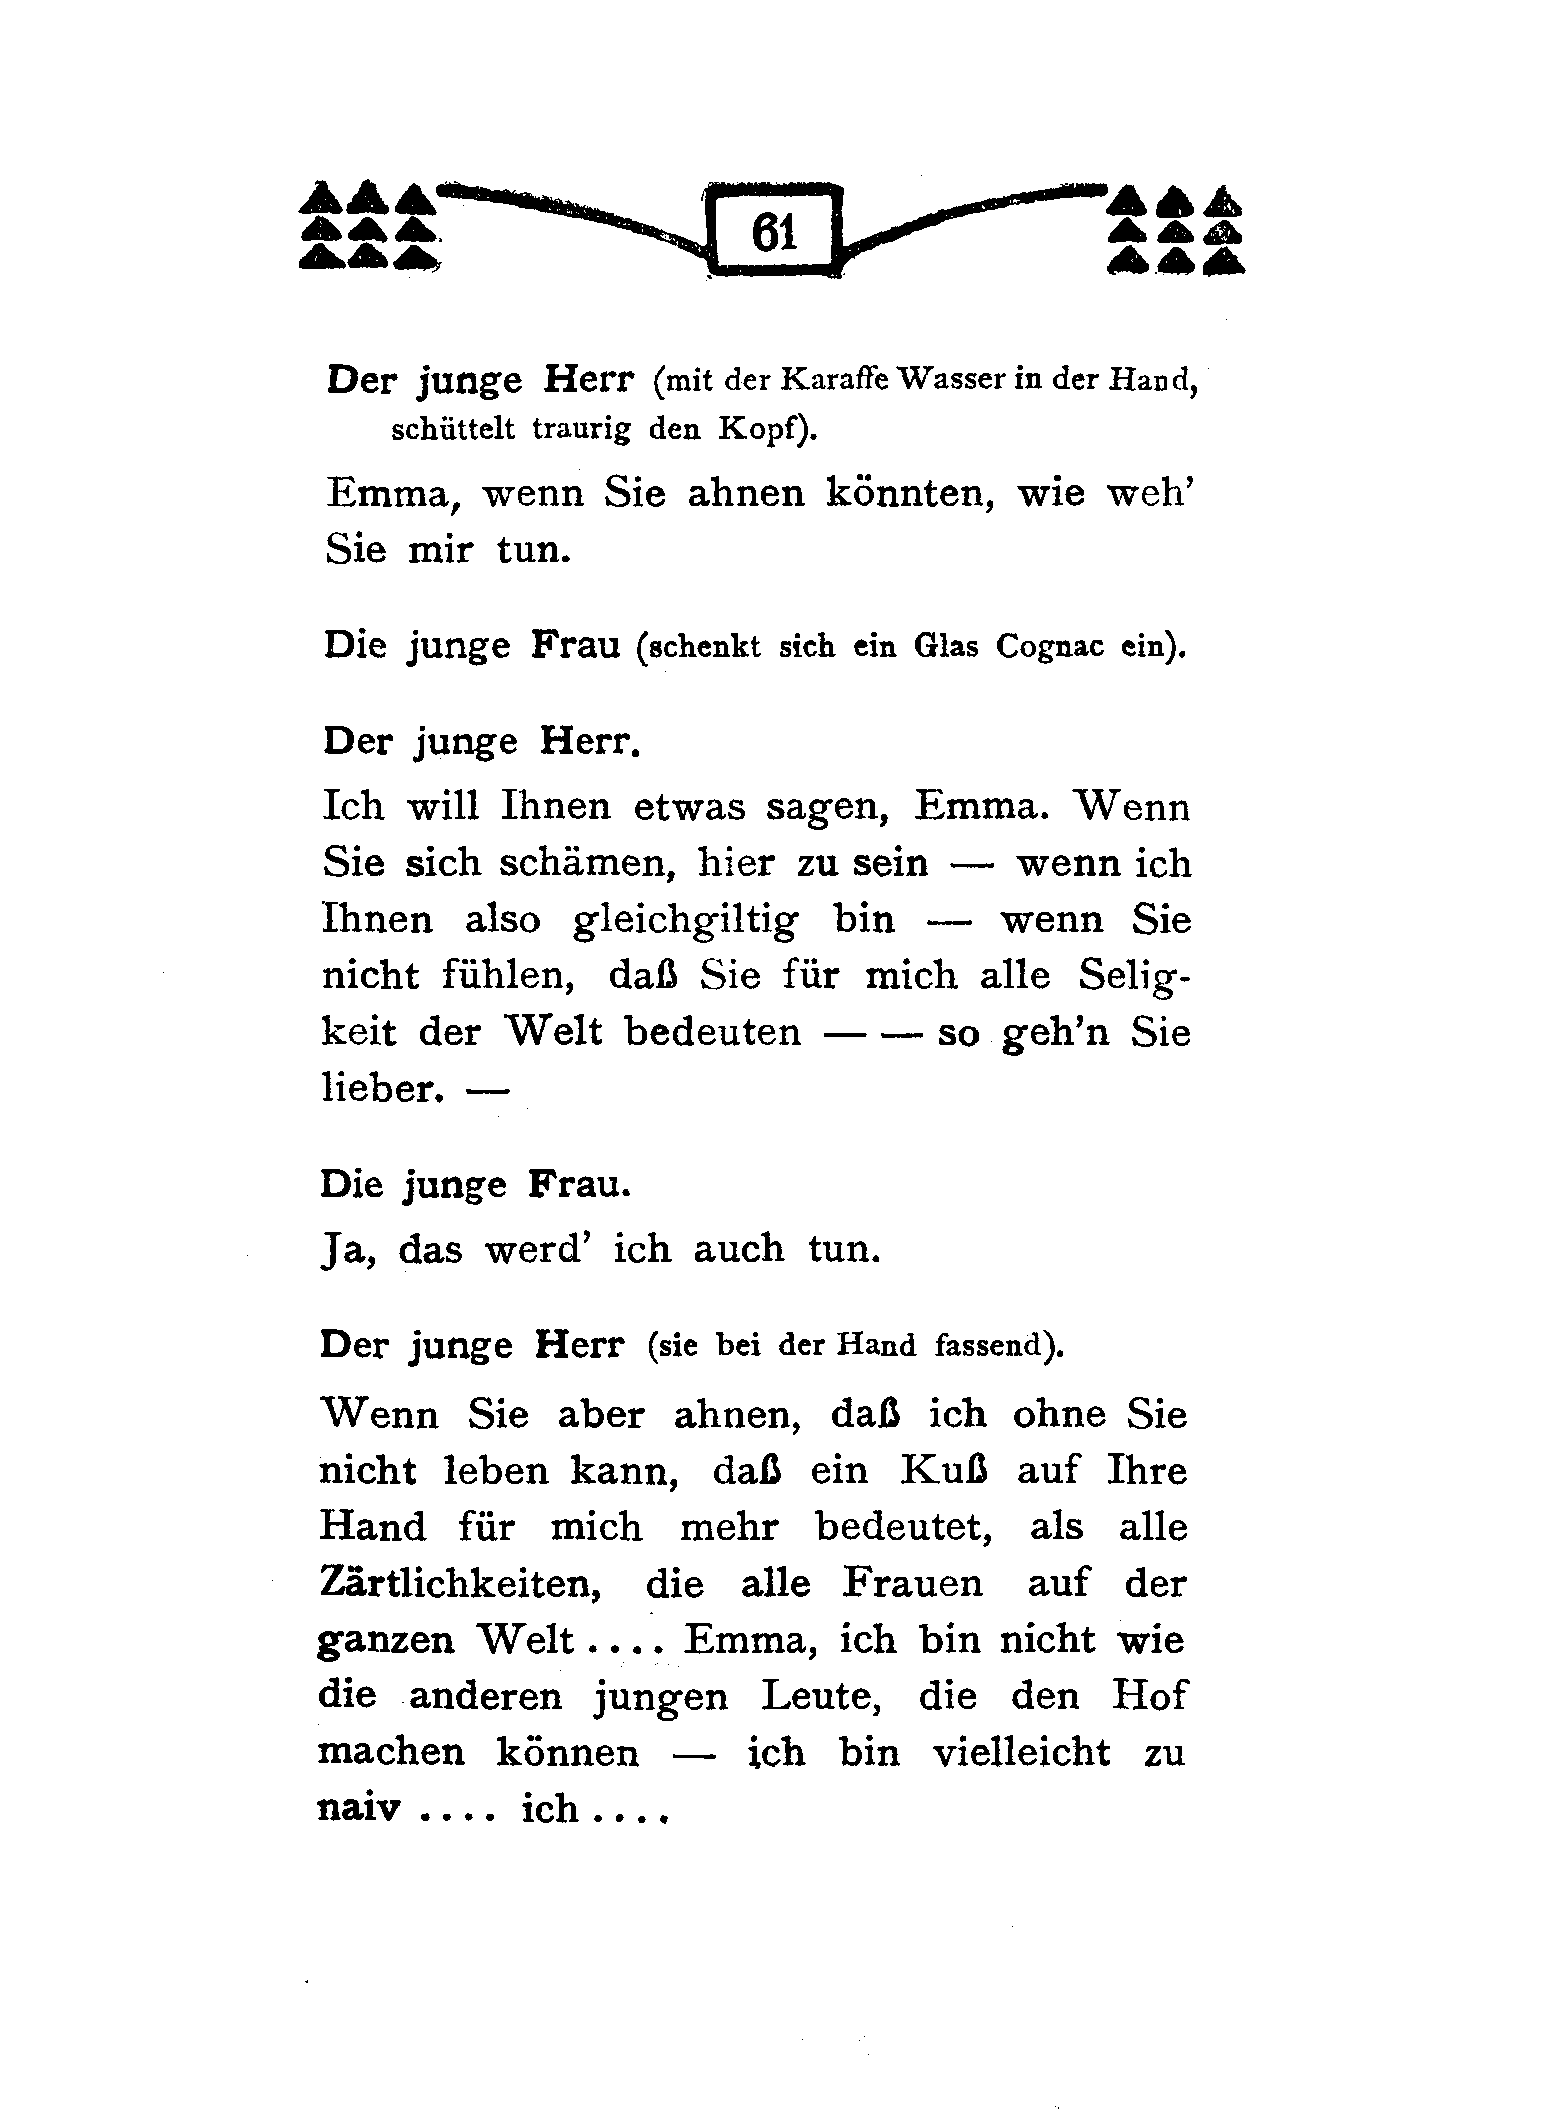 61
Der junge Herr (mit der Karaffe Wasser in der Hand,
schüttelt traurig den Kopf).
Emma, wenn Sie ahnen könnten, wie weh’
Sie mir tun.
Die junge Frau (schenkt sich ein Glas Cognac ein).
Der junge Herr.
Ich will Ihnen etwas sagen, Emma. Wenn
Sie sich schämen, hier zu sein — wenn ich
Ihnen also gleichgiltig bin — wenn Sie
nicht fühlen, daß Sie für mich alle Selig-
keit der Welt bedeuten — — so geh’n Sie
lieber. —
Die junge Frau.
Ja, das werd’ ich auch tun.
Der junge Herr (sie bei der Hand fassend).
Wenn Sie aber ahnen, daß ich ohne Sie
nicht leben kann, daß ein Kuß auf Ihre
Hand für mich mehr bedeutet, als alle
Zärtlichkeiten, die alle Frauen auf der
ganzen Welt .... Emma, ich bin nicht wie
die anderen jungen Leute, die den Hof
machen können — ich bin vielleicht zu
naiv .... ich ....